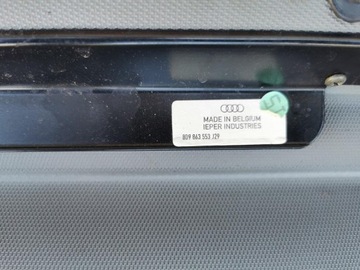 MADE IN BELGIUM
IEPER INDUSTRIES
8D9 863 553 J29